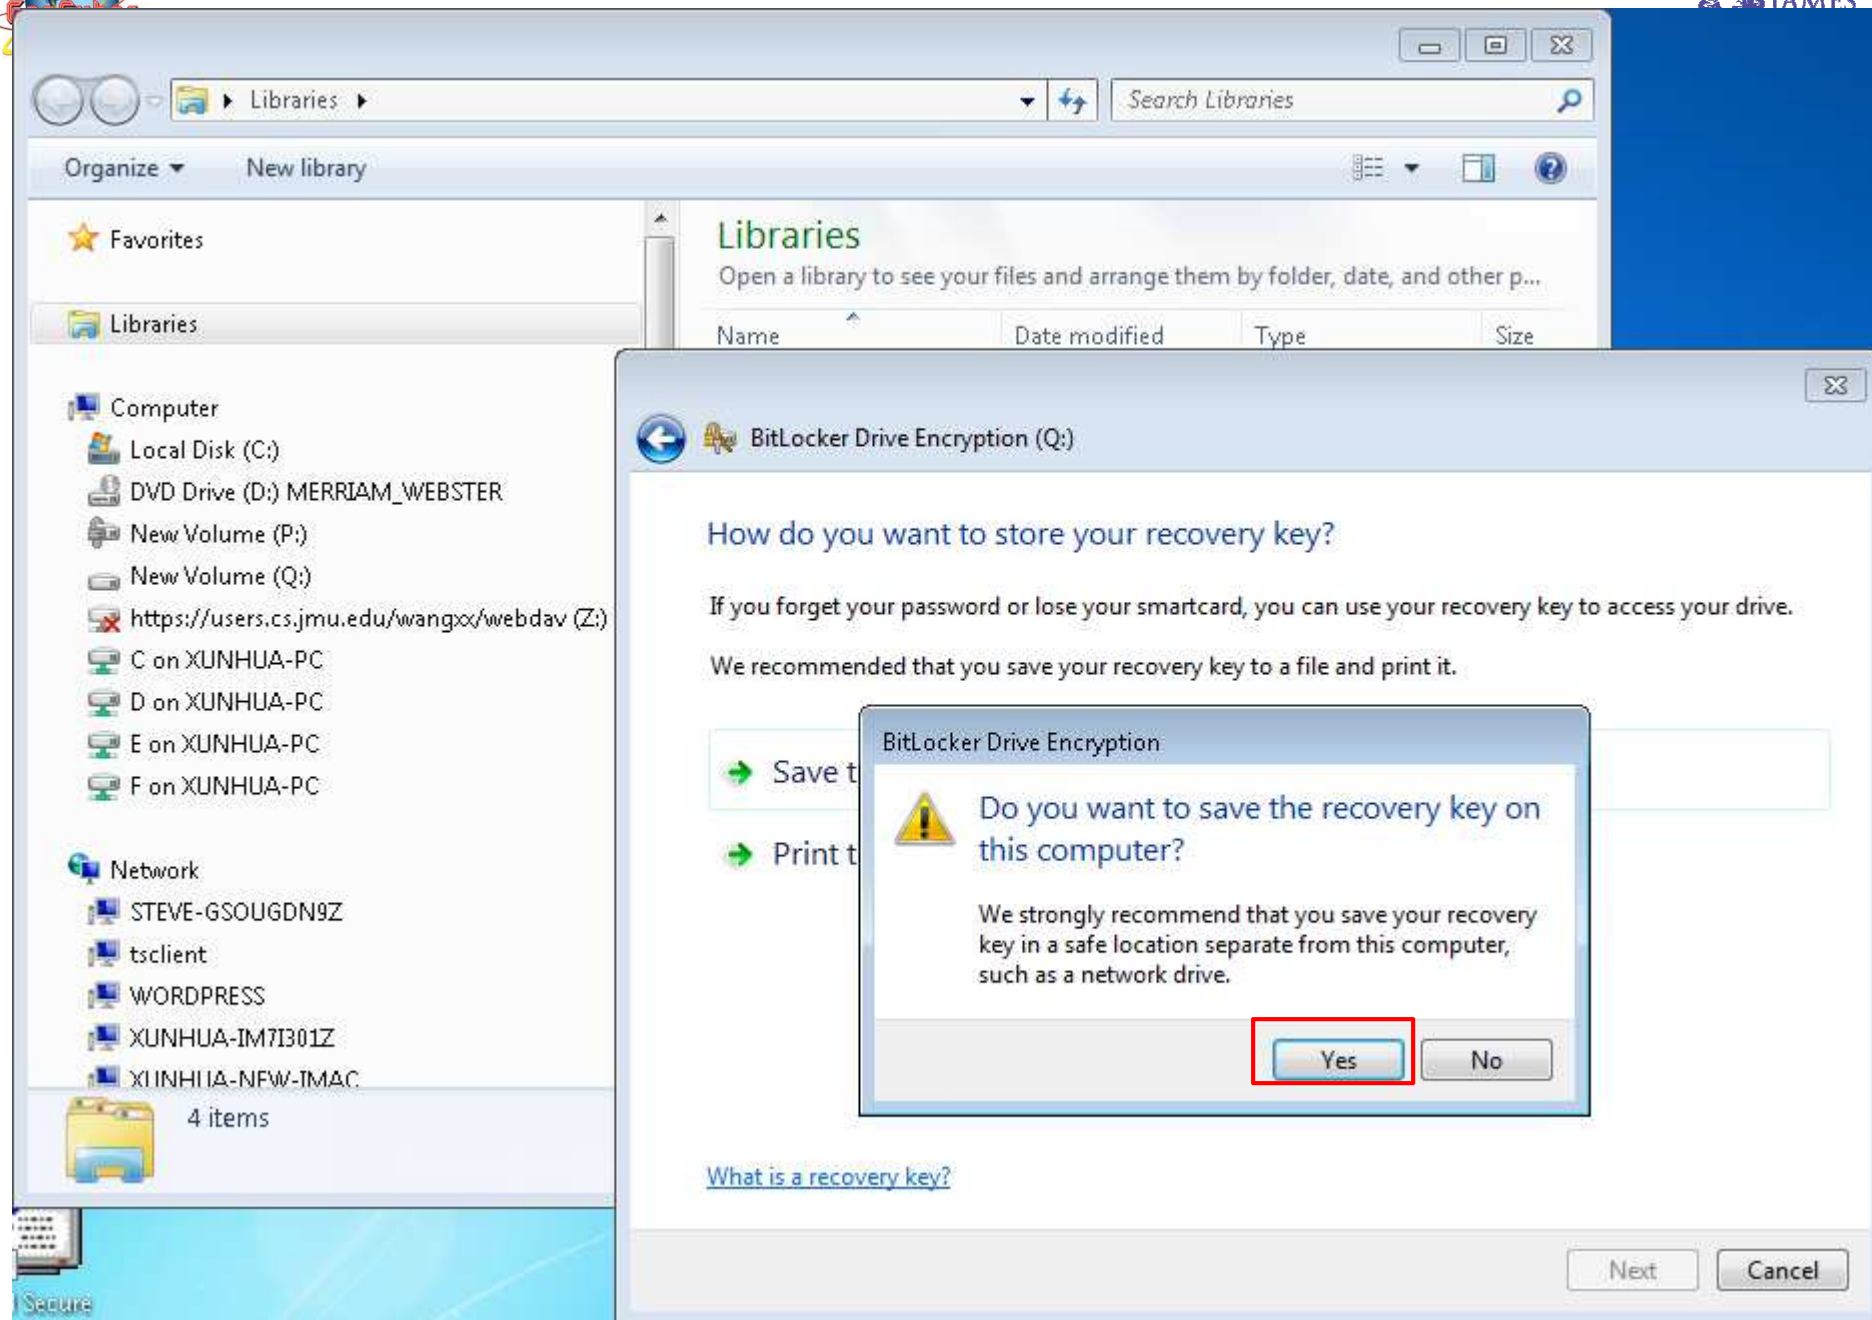 JAMES
Libraries
Search Libraries
Organize
New library
Favorites
Libraries
Computer
Local Disk (C:)
DVD Drive (D:) MERRIAM_WEBSTER
New Volume (P:)
New Volume (Q:)
https://users.cs.jmu.edu/wangxx/webdav (Z:)
C on XUNHUA-PC
D on XUNHUA-PC
E on XUNHUA-PC
F on XUNHUA-PC
Network
STEVE-GSOUGDN9Z
tsclient
WORDPRESS
XUNHUA-IM7I301Z
XUNHUA-NEW-IMAC
4 items
Secure
Libraries
Open a library to see your files and arrange them by folder, date, and other p...
Name Date modified Type Size
BitLocker Drive Encryption (Q:)
How do you want to store your recovery key?
If you forget your password or lose your smartcard, you can use your recovery key to access your drive.
We recommended that you save your recovery key to a file and print it.
Save t
Print t
BitLocker Drive Encryption
Do you want to save the recovery key on
this computer?
We strongly recommend that you save your recovery
key in a safe location separate from this computer,
such as a network drive.
Yes No
What is a recovery key?
Next Cancel